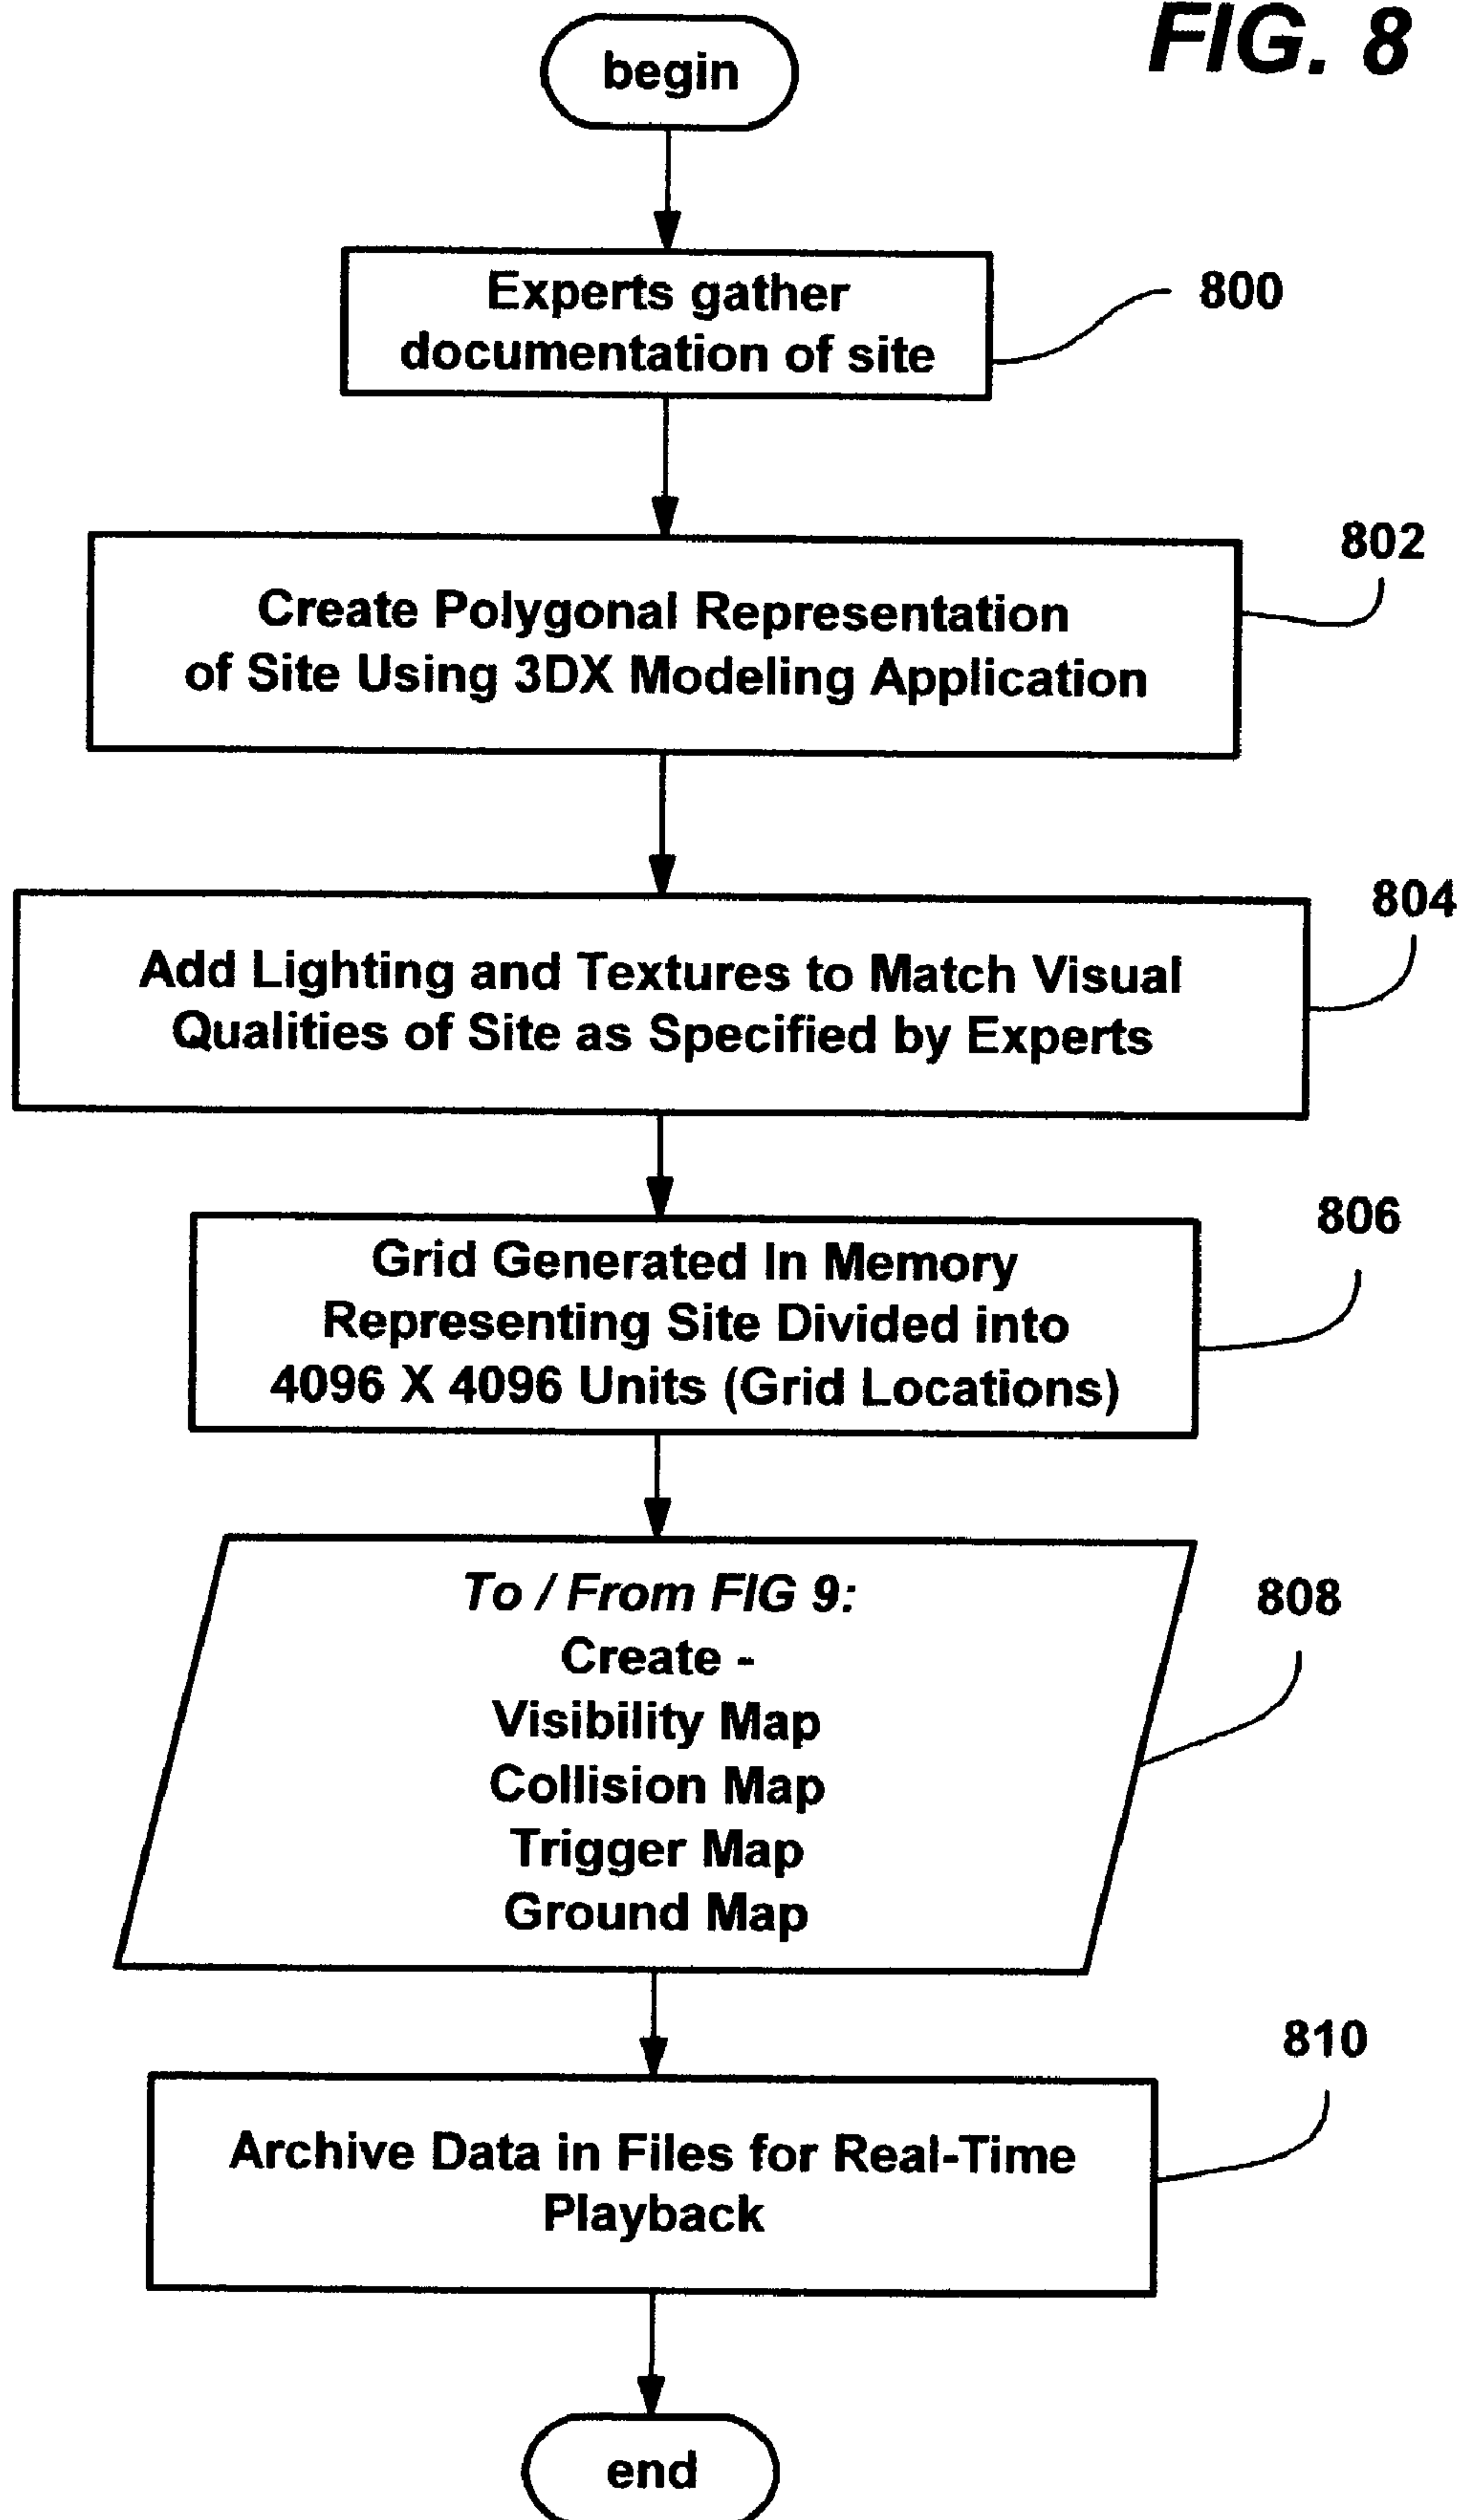 FIG. 8
begin
Experts gather
documentation of site
800
Create Polygonal Representation
of Site Using 3DX Modeling Application
802
Add Lighting and Textures to Match Visual
Qualities of Site as Specified by Experts
804
Grid Generated In Memory
Representing Site Divided into
4096 X 4096 Units (Grid Locations)
806
To / From FIG 9:
Create -
Visibility Map
Collision Map
Trigger Map
Ground Map
808
Archive Data in Files for Real-Time
Playback
810
end